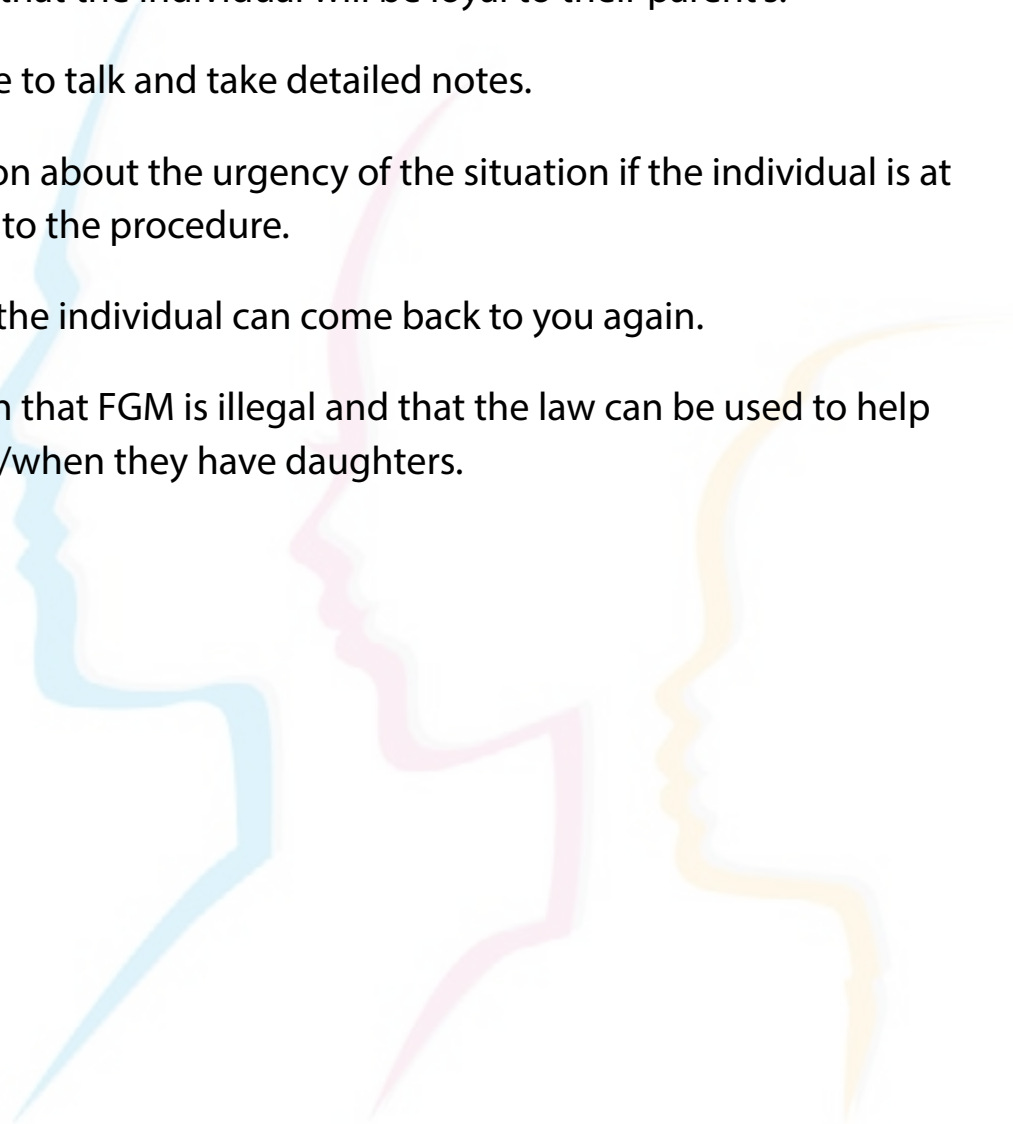 that the individual will be loyal to their parent's.
e to talk and take detailed notes.
on about the urgency of the situation if the individual is at
to the procedure.
the individual can come back to you again.
n that FGM is illegal and that the law can be used to help
/when they have daughters.